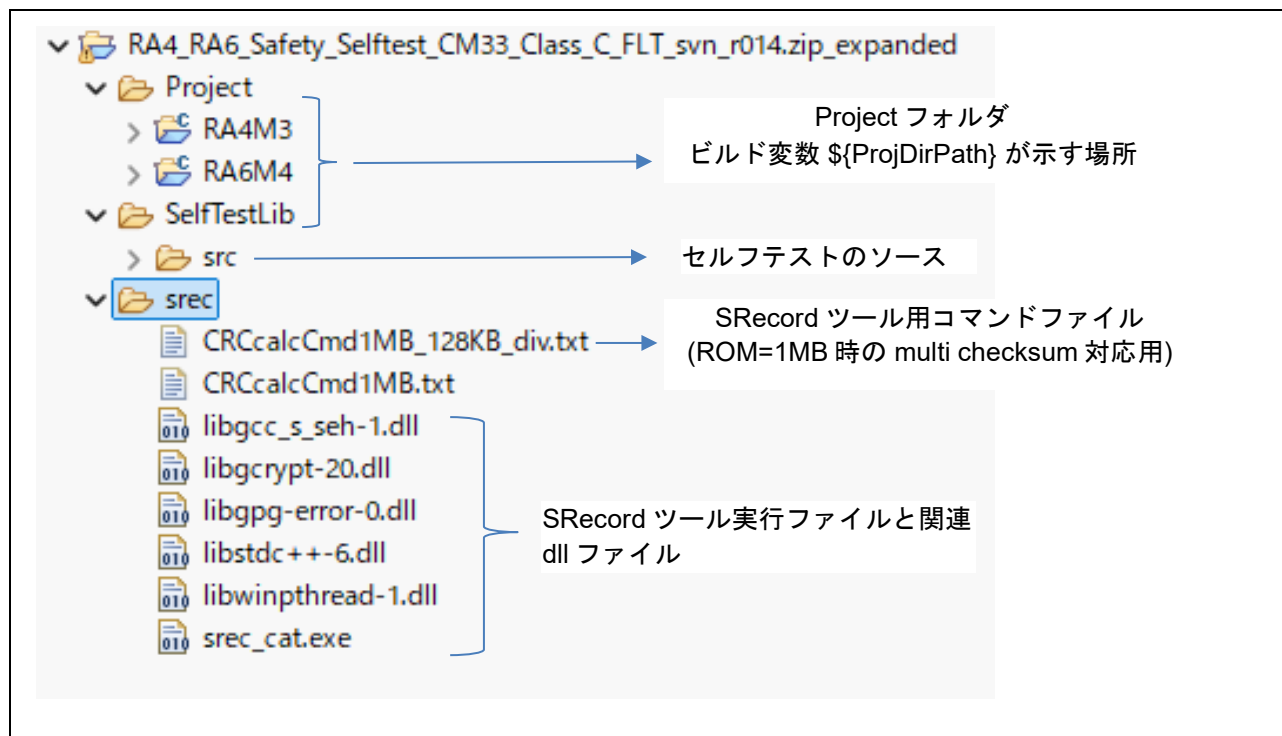 RA4_RA6_Safety_Selftest_CM33_Class_C_FLT_svn_r014.zip_expanded
Project
RA4M3
RA6M4
SelfTestLib
src
srec
CRCcalcCmd1MB_128KB_div.txt
CRCcalcCmd1MB.txt
libgcc_s_seh-1.dll
libgcrypt-20.dll
libgpg-error-0.dll
libstdc++-6.dll
libwinpthread-1.dll
srec_cat.exe
Project フォルダ
ビルド変数 ${ProjDirPath} が示す場所
セルフテストのソース
SRecord ツール用コマンドファイル
(ROM=1MB 時の multi checksum 対応用)
SRecord ツール実行ファイルと関連
dll ファイル